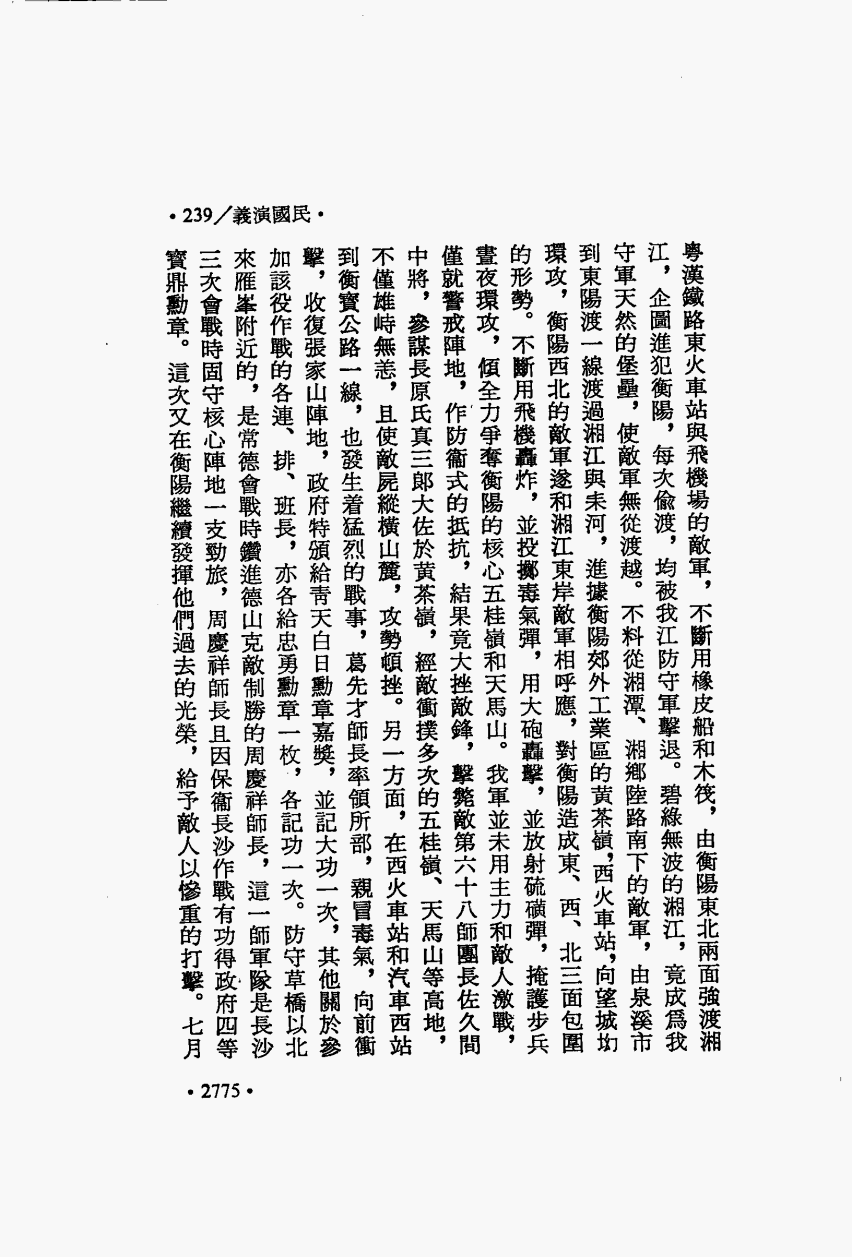 •239／義演國民•
粵漢鐵路東火車站與飛機場的敵軍，不斷用橡皮船和木筏，由衡陽東北兩面強渡湘
江，企圖進犯衡陽，每次偷渡，均被我江防守軍擊退。碧綠無波的湘江，竟成爲我
守軍天然的堡壘，使敵軍無從渡越。不料從湘潭、湘鄉陸路南下的敵軍，由泉溪市
到東陽渡一線渡過湘江與耒河，進據衡陽郊外工業區的黄茶嶺，西火車站，向望城坳
環攻，衡陽西北的敵軍遂和湘江東岸敵軍相呼應，對衡陽造成東、西、北三面包圍
的形勢。不斷用飛機轟炸，並投擲毒氣彈，用大砲轟擊，並放射硫磺彈，掩護步兵
晝夜環攻，傾全力爭奪衡陽的核心五桂嶺和天馬山。我軍並未用主力和敵人激戰，
僅就警戒陣地，作防衞式的抵抗，結果竟大挫敵鋒，擊斃敵第六十八師團長佐久間
中將，參謀長原氏真三郎大佐於黄茶嶺，經敵衝撲多次的五桂嶺、天馬山等高地，
不僅雄峙無恙，且使敵屍縱橫山麓，攻勢頓挫。另一方面，在西火車站和汽車西站
到衡寶公路一線，也發生着猛烈的戰事，葛先才師長率領所部，親冒毒氣，向前衝
擊，收復張家山陣地，政府特頒給靑天白日勳章嘉獎，並記大功一次，其他關於參
加該役作戰的各連、排、班長，亦各給忠勇勳章一枚，各記功一次。防守草橋以北
來雁峯附近的，是常德會戰時鑽進德山克敵制勝的周慶祥師長，這一師軍隊是長沙
三次會戰時固守核心陣地一支勁旅，周慶祥師長且因保衞長沙作戰有功得政府四等
寶鼎勳章。這次又在衡陽繼續發揮他們過去的光榮，給予敵人以慘重的打擊。七月
•2775•